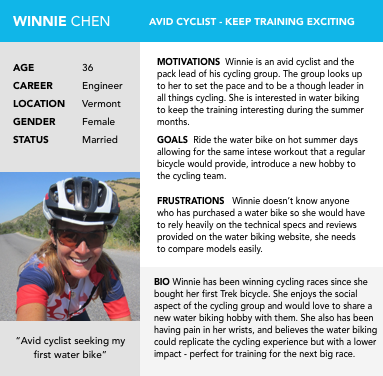 WINNIE CHEN
AVID CYCLIST - KEEP TRAINING EXCITING
AGE 36
CAREER Engineer
LOCATION Vermont
GENDER Female
STATUS Married
“Avid cyclist seeking my
first water bike”
MOTIVATIONS Winnie is an avid cyclist and the
pack lead of his cycling group. The group looks up
to her to set the pace and to be a though leader in
all things cycling. She is interested in water biking
to keep the training interesting during the summer
months.
GOALS Ride the water bike on hot summer days
allowing for the same intese workout that a regular
bicycle would provide, introduce a new hobby to
the cycling team.
FRUSTRATIONS Winnie doesn’t know anyone
who has purchased a water bike so she would have
to rely heavily on the technical specs and reviews
provided on the water biking website, she needs
to compare models easily.
BIO Winnie has been winning cycling races since she
bought her first Trek bicycle. She enjoys the social
aspect of the cycling group and would love to share a
new water biking hobby with them. She also has been
having pain in her wrists, and believes the water biking
could replicate the cycling experience but with a lower
impact - perfect for training for the next big race.